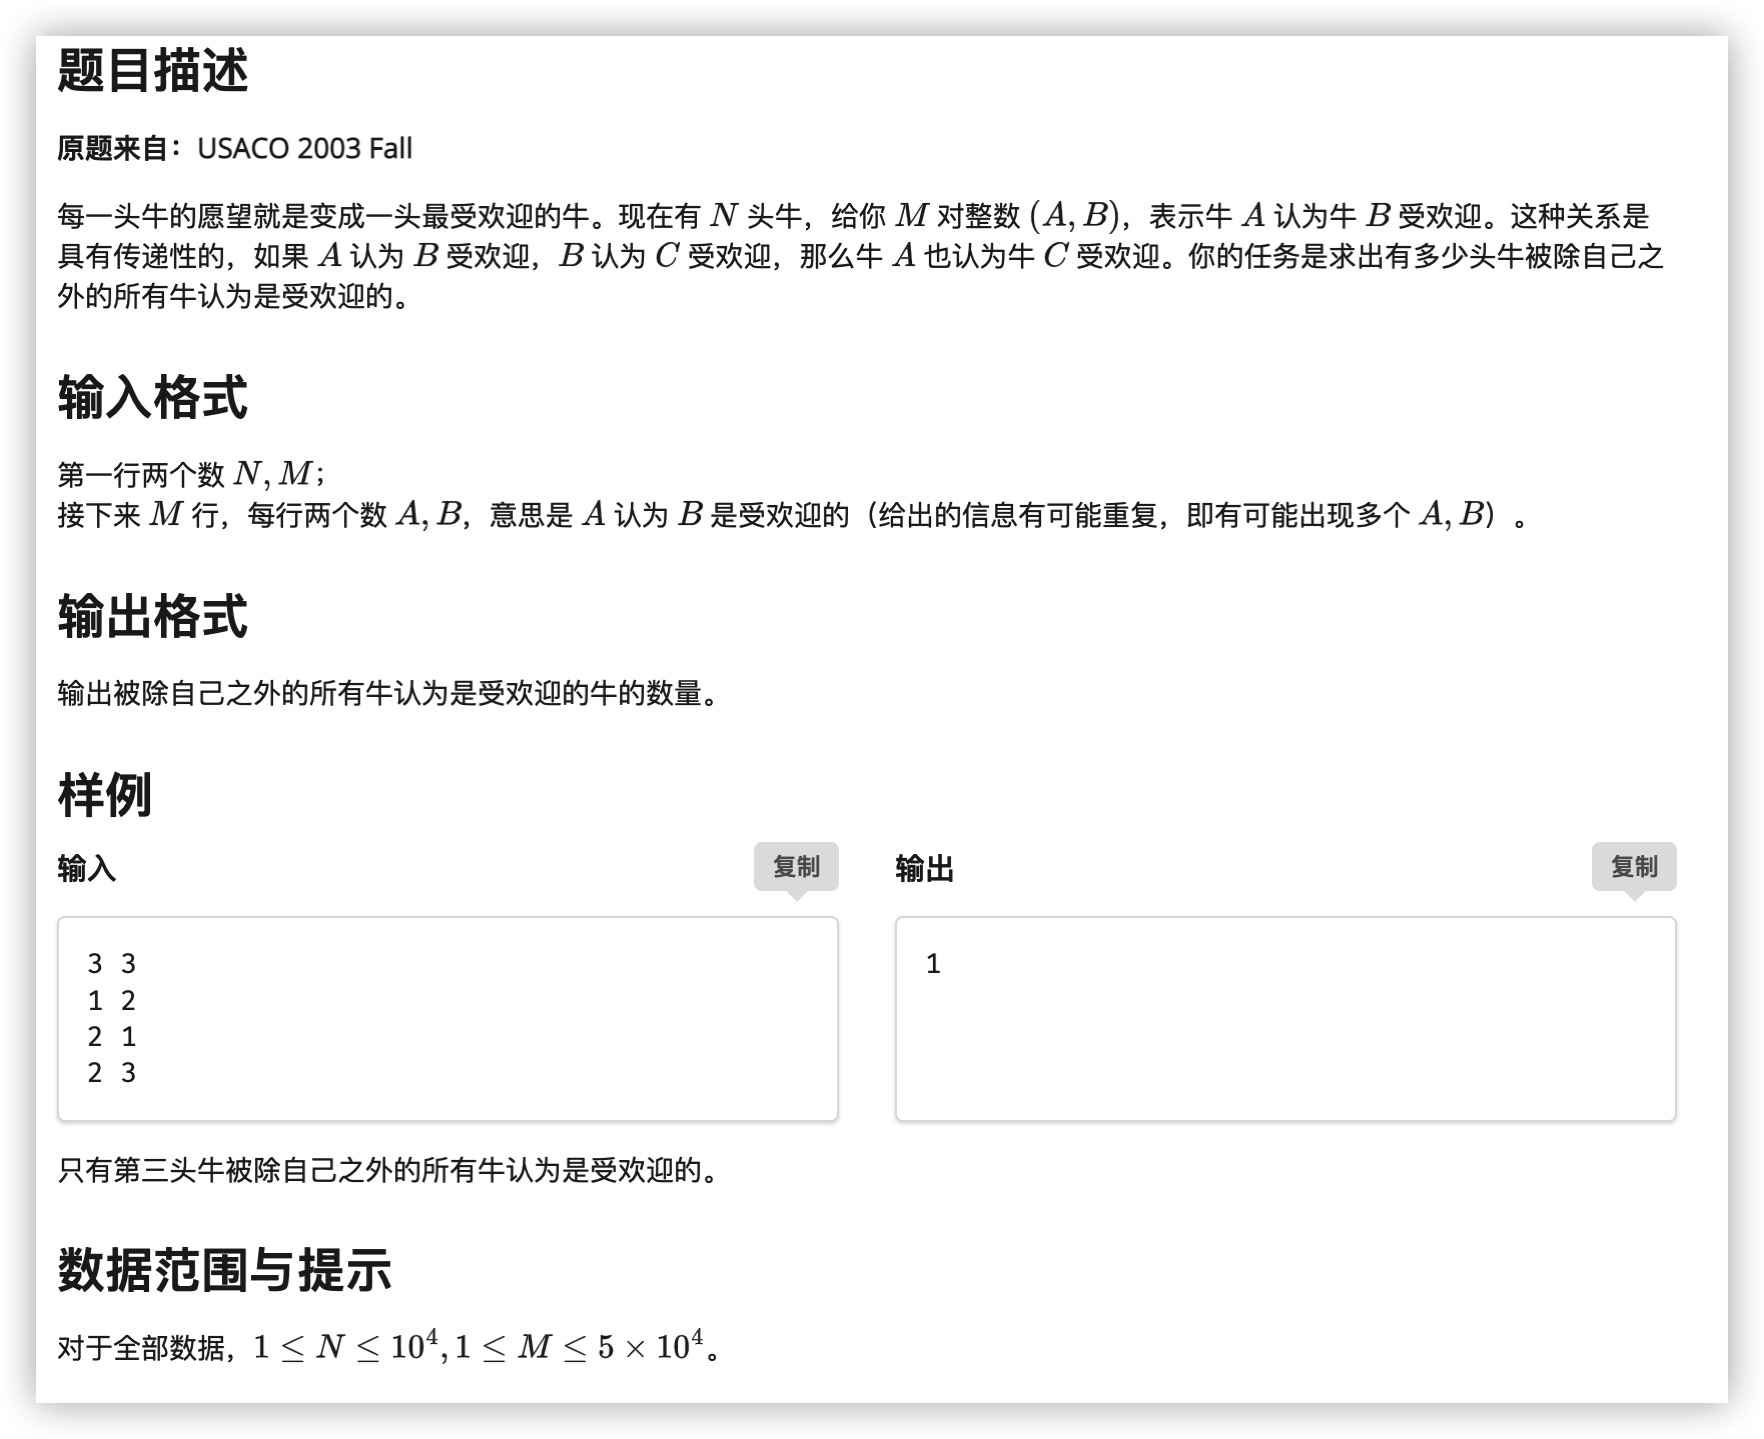 题目描述
原题来自：USACO 2003 Fall
每一头牛的愿望就是变成一头最受欢迎的牛。现在有 N 头牛，给你 M 对整数 (A, B)，表示牛 A 认为牛 B 受欢迎。这种关系是
具有传递性的，如果 A 认为 B 受欢迎，B 认为 C 受欢迎，那么牛 A 也认为牛 C 受欢迎。你的任务是求出有多少头牛被除自己之
外的所有牛认为是受欢迎的。
输入格式
第一行两个数 N, M；
接下来 M 行，每行两个数 A, B，意思是 A 认为 B 是受欢迎的（给出的信息有可能重复，即有可能出现多个 A, B）。
输出格式
输出被除自己之外的所有牛认为是受欢迎的牛的数量。
样例
输入
复制
3 3
1 2
2 1
2 3
输出
复制
1
只有第三头牛被除自己之外的所有牛认为是受欢迎的。
数据范围与提示
对于全部数据，1 ≤ N ≤ 10⁴, 1 ≤ M ≤ 5 × 10⁴。